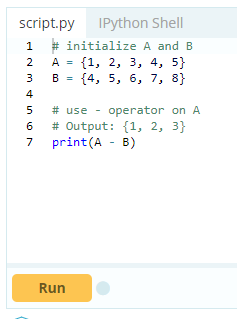 script.py IPython Shell
1 # initialize A and B
2 A = {1, 2, 3, 4, 5}
3 B = {4, 5, 6, 7, 8}
4
5 # use - operator on A
6 # Output: {1, 2, 3}
7 print(A - B)
Run